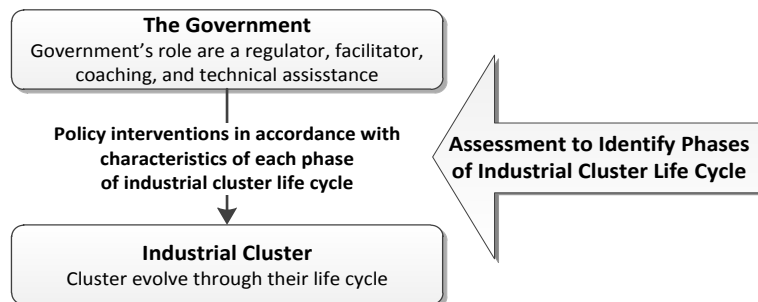 The Government
Government's role are a regulator, facilitator,
coaching, and technical assisstance
Policy interventions in accordance with
characteristics of each phase
of industrial cluster life cycle
Assessment to Identify Phases
of Industrial Cluster Life Cycle
Industrial Cluster
Cluster evolve through their life cycle